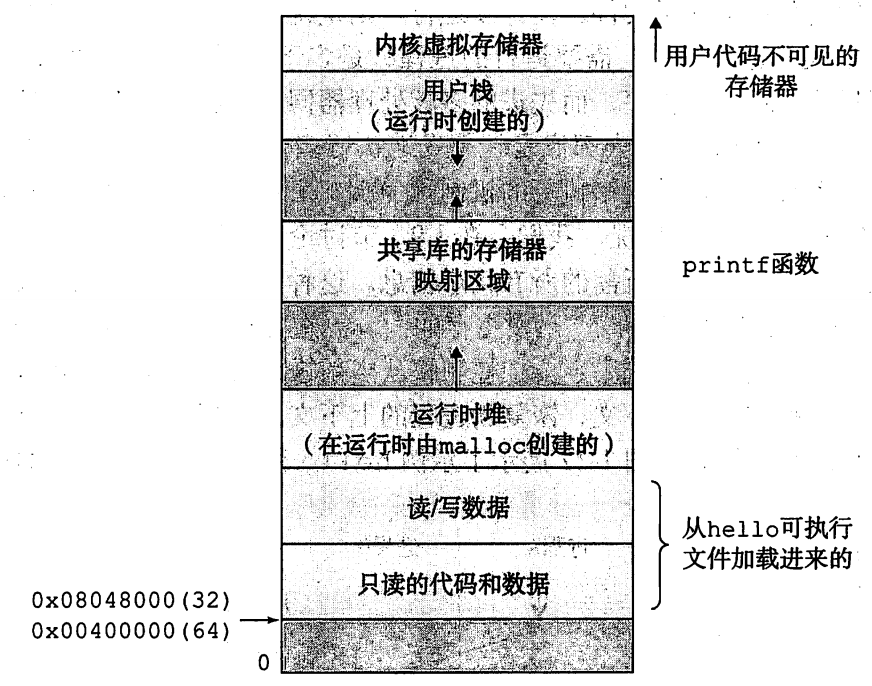 内核虚拟存储器
用户代码不可见的
存储器
用户栈
(运行时创建的)
共享库的存储器
映射区域
printf函数
运行时堆
(在运行时由malloc创建的)
读/写数据
从hello可执行
文件加载进来的
只读的代码和数据
0x08048000(32)
0x00400000(64)
0